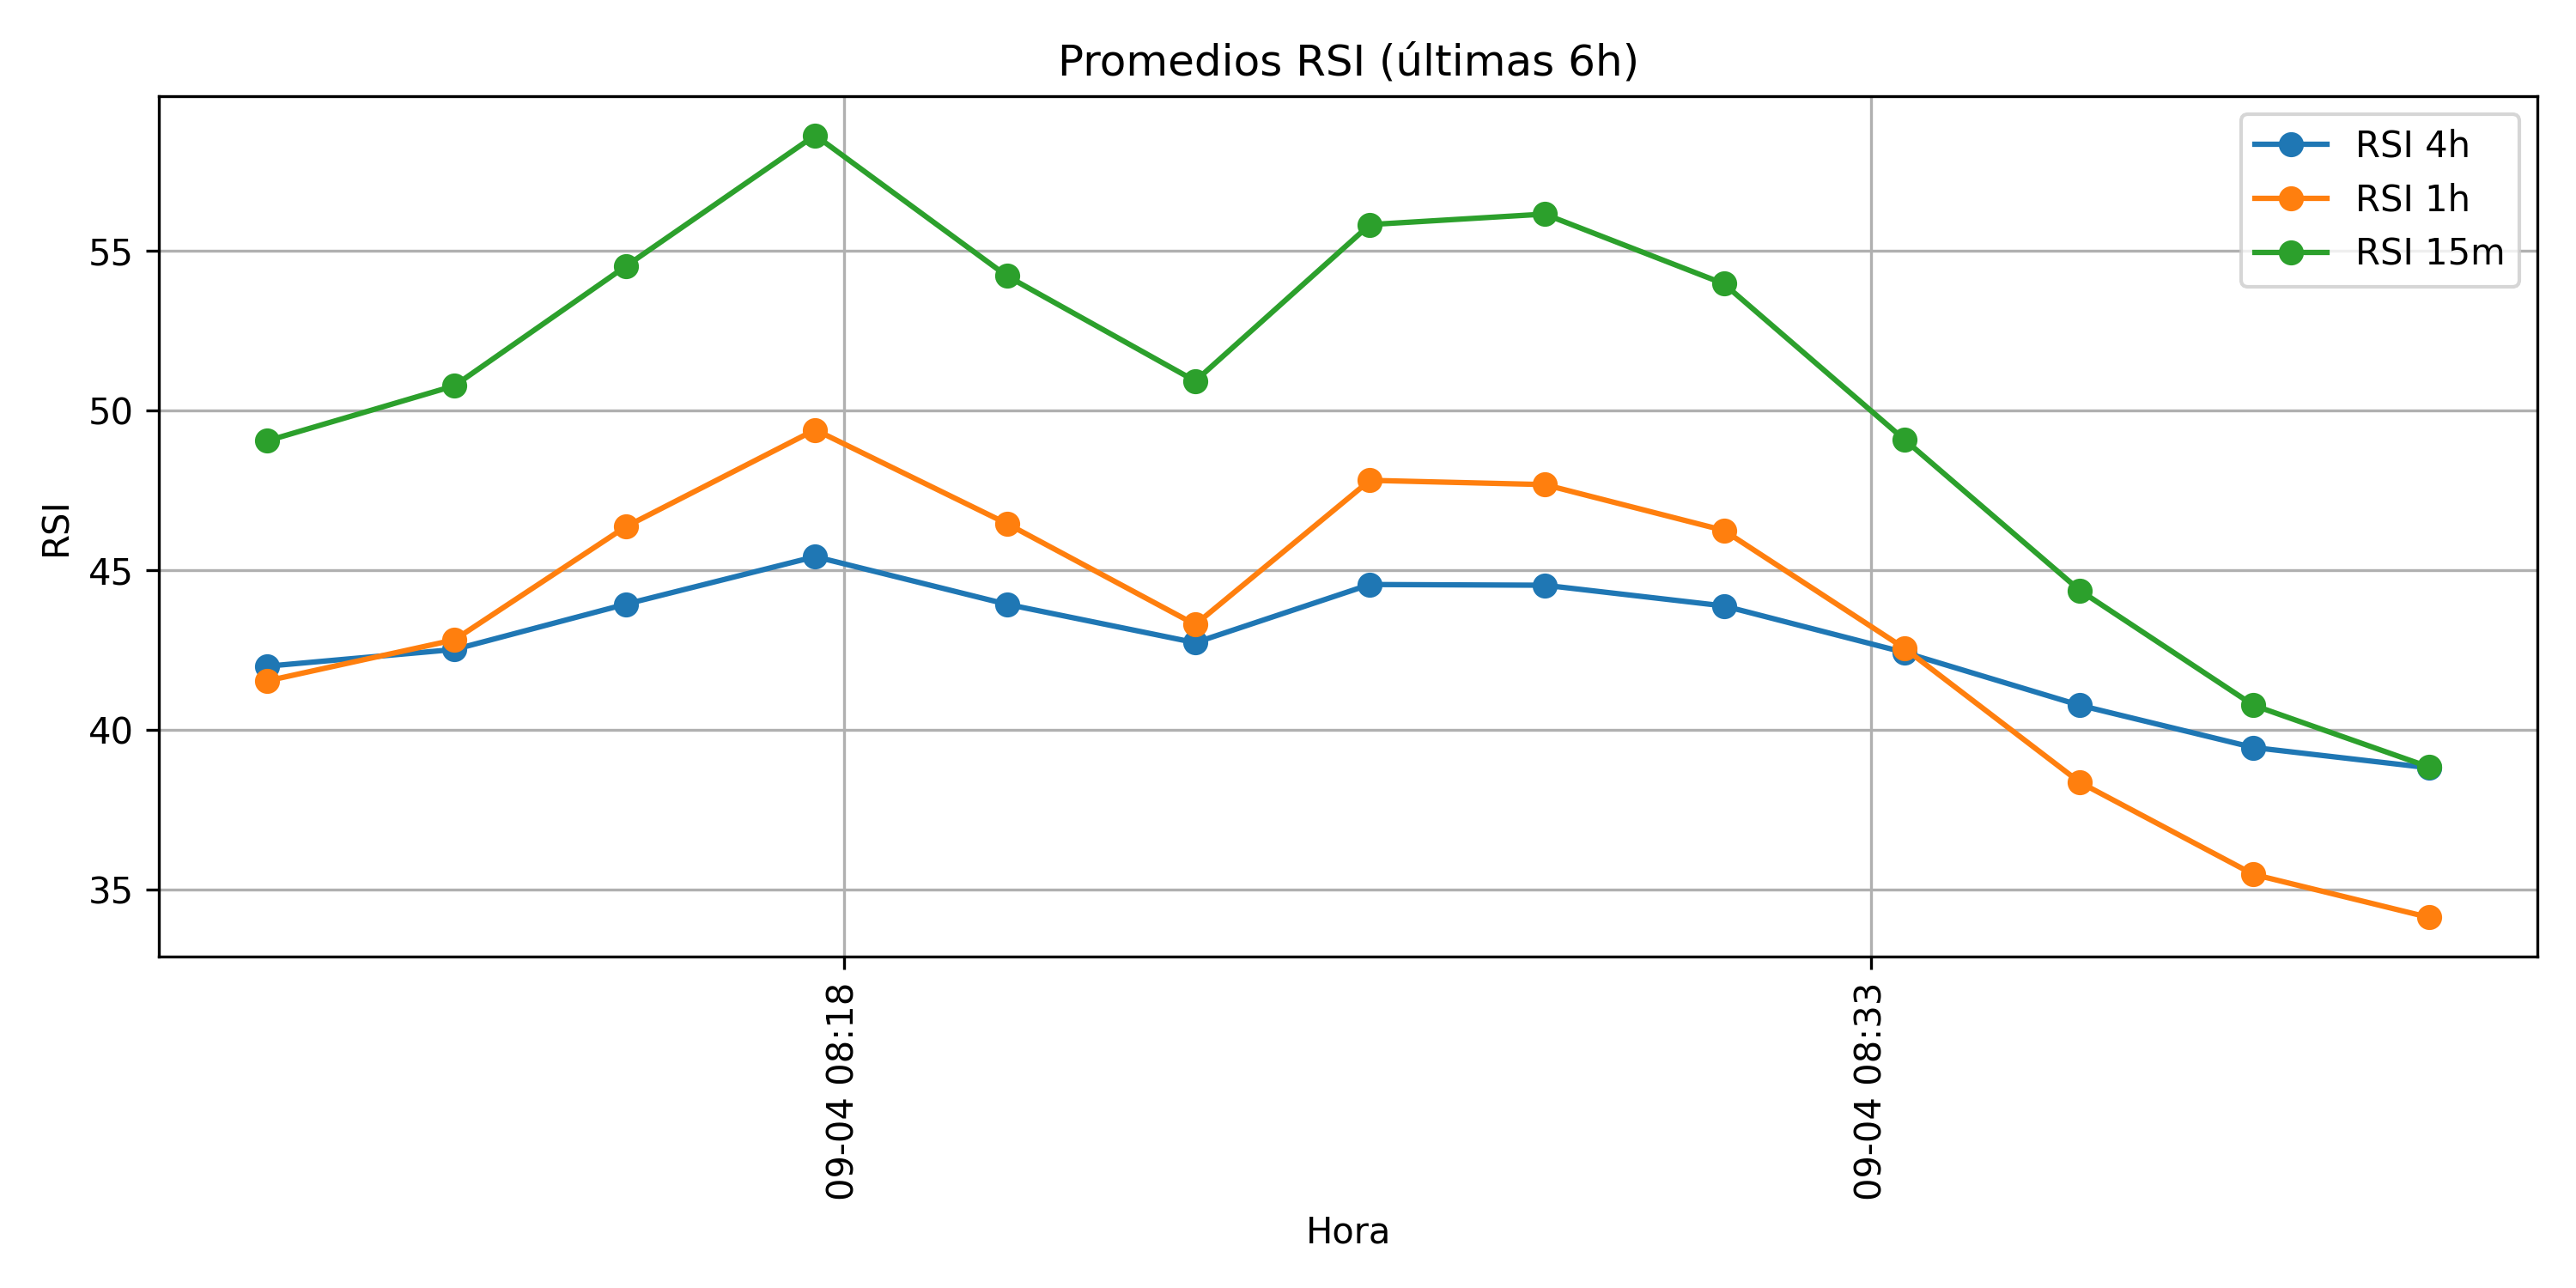 Promedios RSI (últimas 6h)
RSI 4h
RSI 1h
RSI 15m
RSI
55
50
45
40
35
09-04 08:18
09-04 08:33
Hora